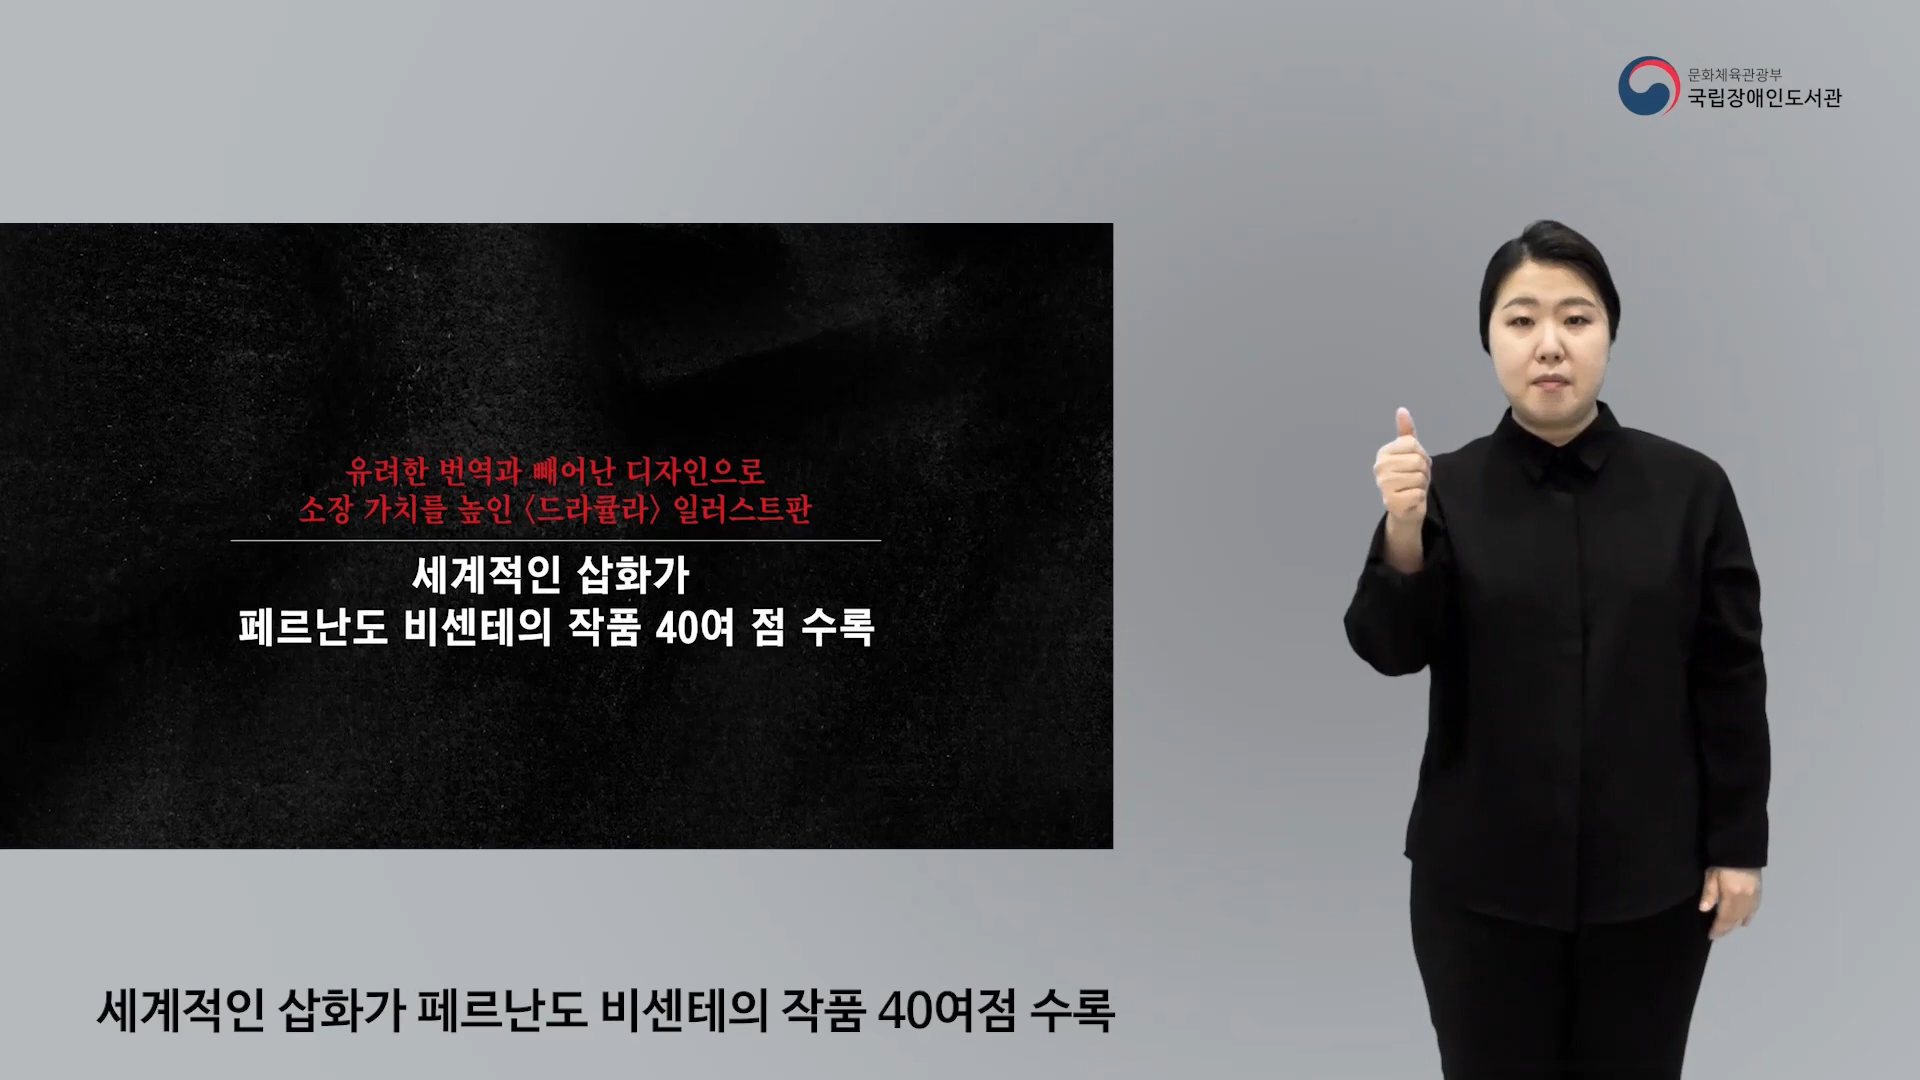 문화체육관광부
국립장애인도서관
유려한 번역과 빼어난 디자인으로
소장 가치를 높인 〈드라큘라〉 일러스트판
세계적인 삽화가
페르난도 비센테의 작품 40여 점 수록
세계적인 삽화가 페르난도 비센테의 작품 40여점 수록